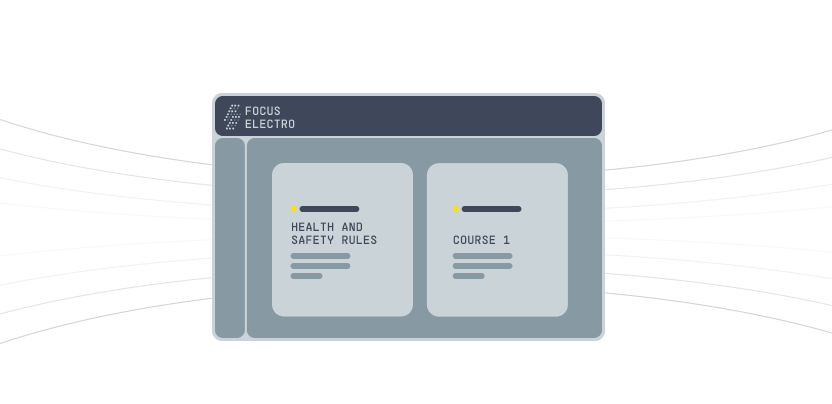 FOCUS
ELECTRO
HEALTH AND
SAFETY RULES
COURSE 1